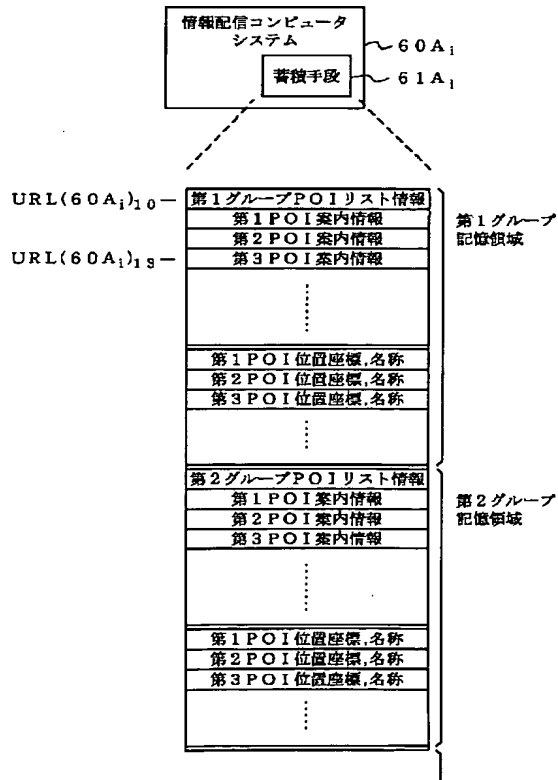 情報配信コンピュータ
システム
60Aᵢ
蓄積手段
61Aᵢ
URL(60Aᵢ)₁₀
第1グループPOIリスト情報
第1グループ
記憶領域
第1POI案内情報
第2POI案内情報
URL(60Aᵢ)₁₃
第3POI案内情報
第1POI位置座標,名称
第2POI位置座標,名称
第3POI位置座標,名称
第2グループPOIリスト情報
第2グループ
記憶領域
第1POI案内情報
第2POI案内情報
第3POI案内情報
第1POI位置座標,名称
第2POI位置座標,名称
第3POI位置座標,名称